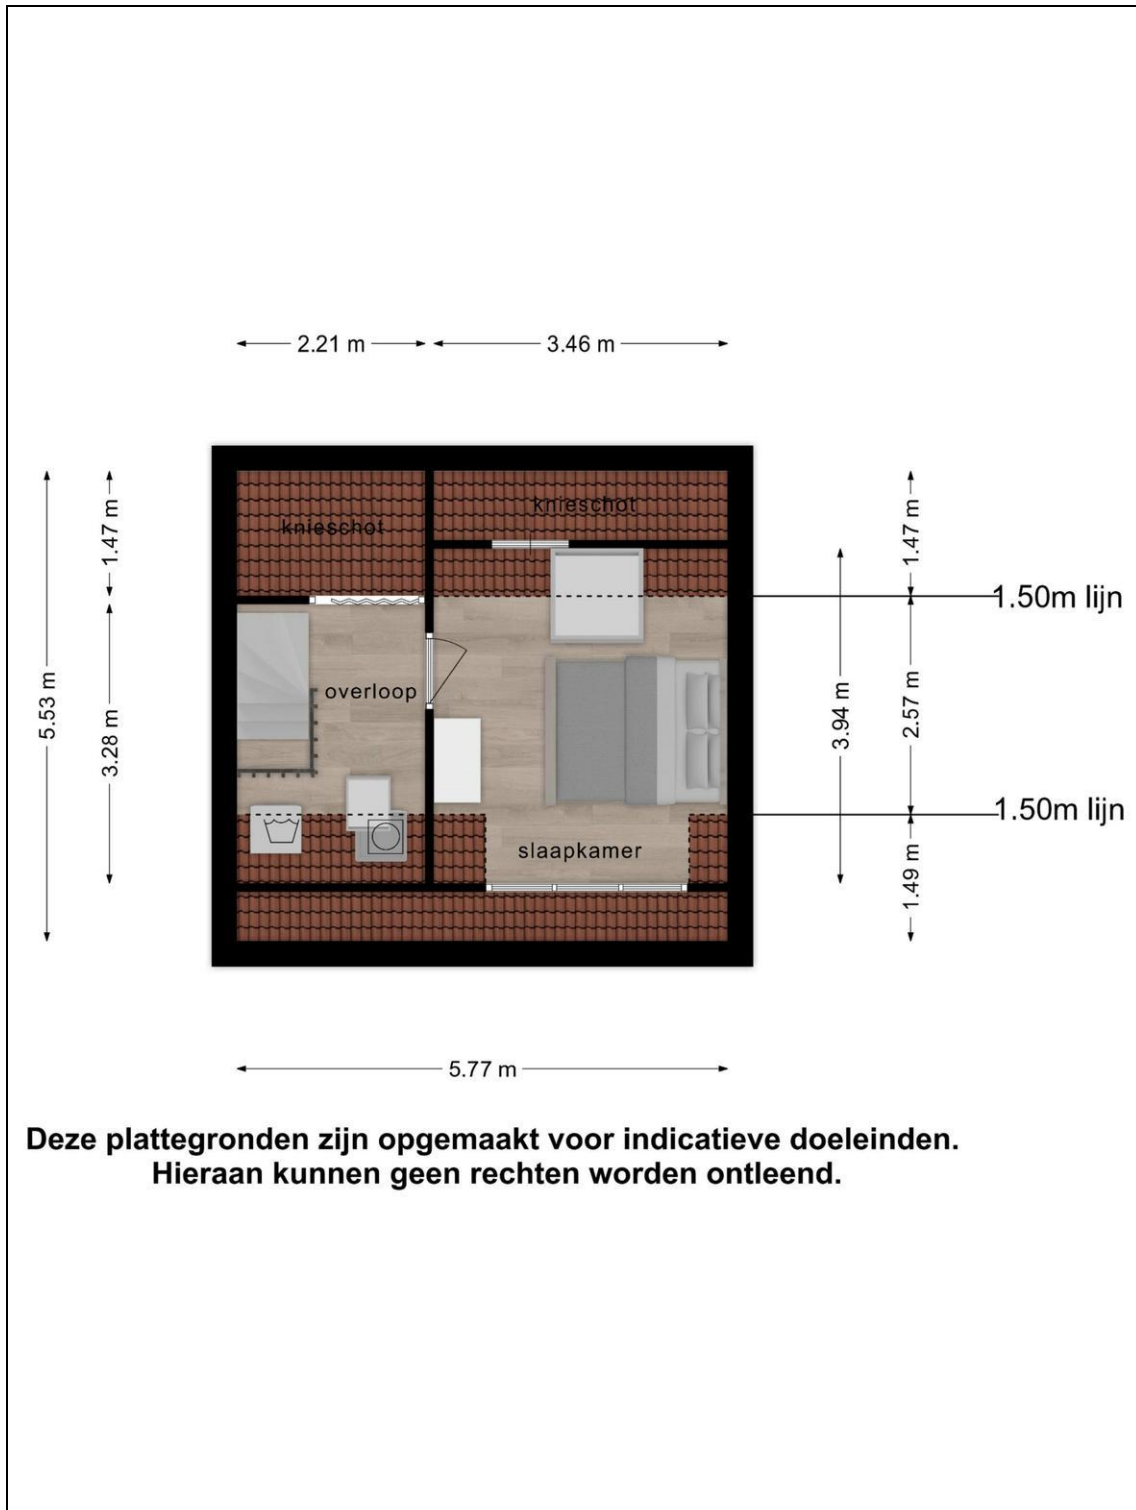 2.21 m
3.46 m
knieschot
knieschot
1.47 m
1.47 m
1.50m lijn
overloop
5.53 m
3.28 m
3.94 m
2.57 m
1.50m lijn
slaapkamer
1.49 m
5.77 m
Deze plattegronden zijn opgemaakt voor indicatieve doeleinden.
Hieraan kunnen geen rechten worden ontleend.